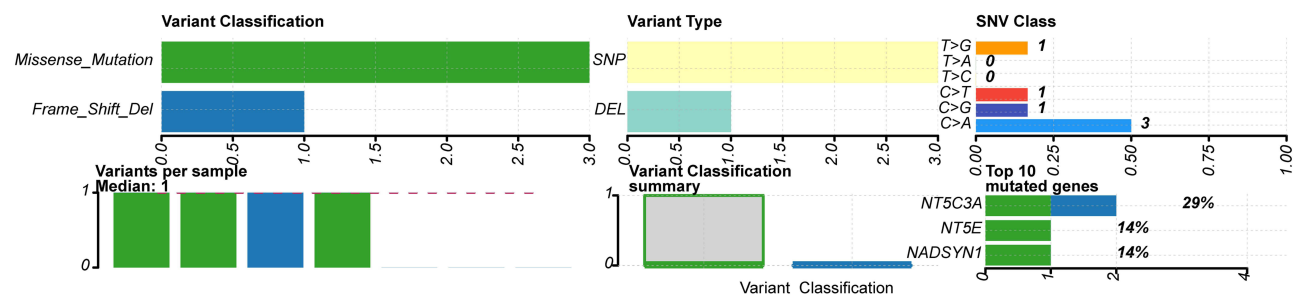 Variant Classification
Missense_Mutation
Frame_Shift_Del
0.0 0.5 1.0 1.5 2.0 2.5 3.0
Variant Type
SNP
DEL
0.0 0.5 1.0 1.5 2.0 2.5 3.0
SNV Class
T>G 1
T>A 0
T>C 0
C>T 1
C>G 1
C>A 3
0.00 0.25 0.50 0.75 1.00
Variants per sample
Median: 1
1
0
Variant Classification
summary
1
0
Variant_Classification
Top 10
mutated genes
NT5C3A 29%
NT5E 14%
NADSYN1 14%
0 1 2 4